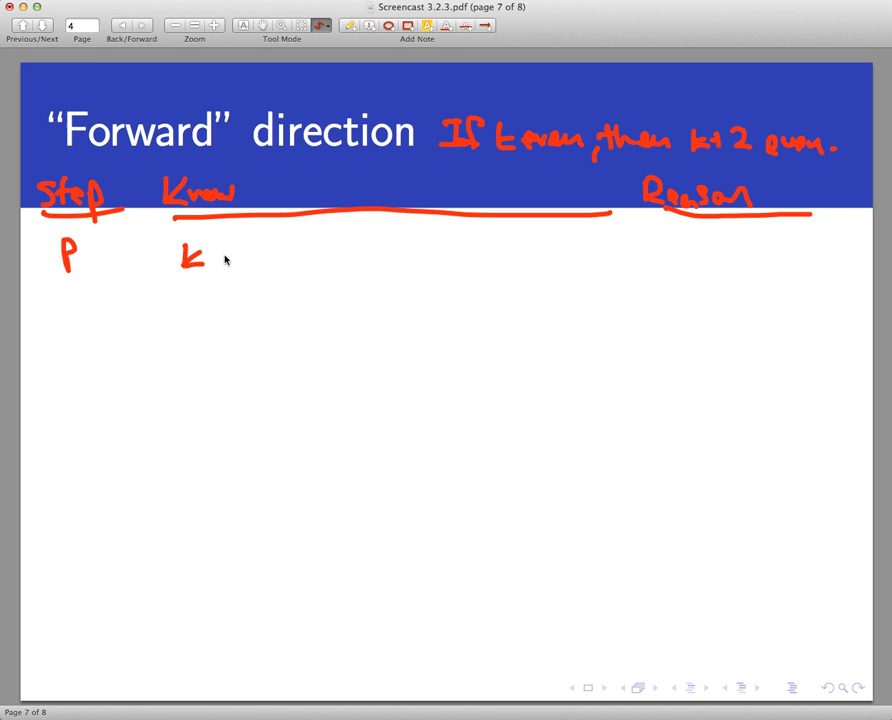 Screencast 3.2.3.pdf (page 7 of 8)
4
Previous/Next Page Back/Forward Zoom Tool Mode Add Note
"Forward" direction If k even, then k+2 even.
Step Know Reason
P k
Page 7 of 8